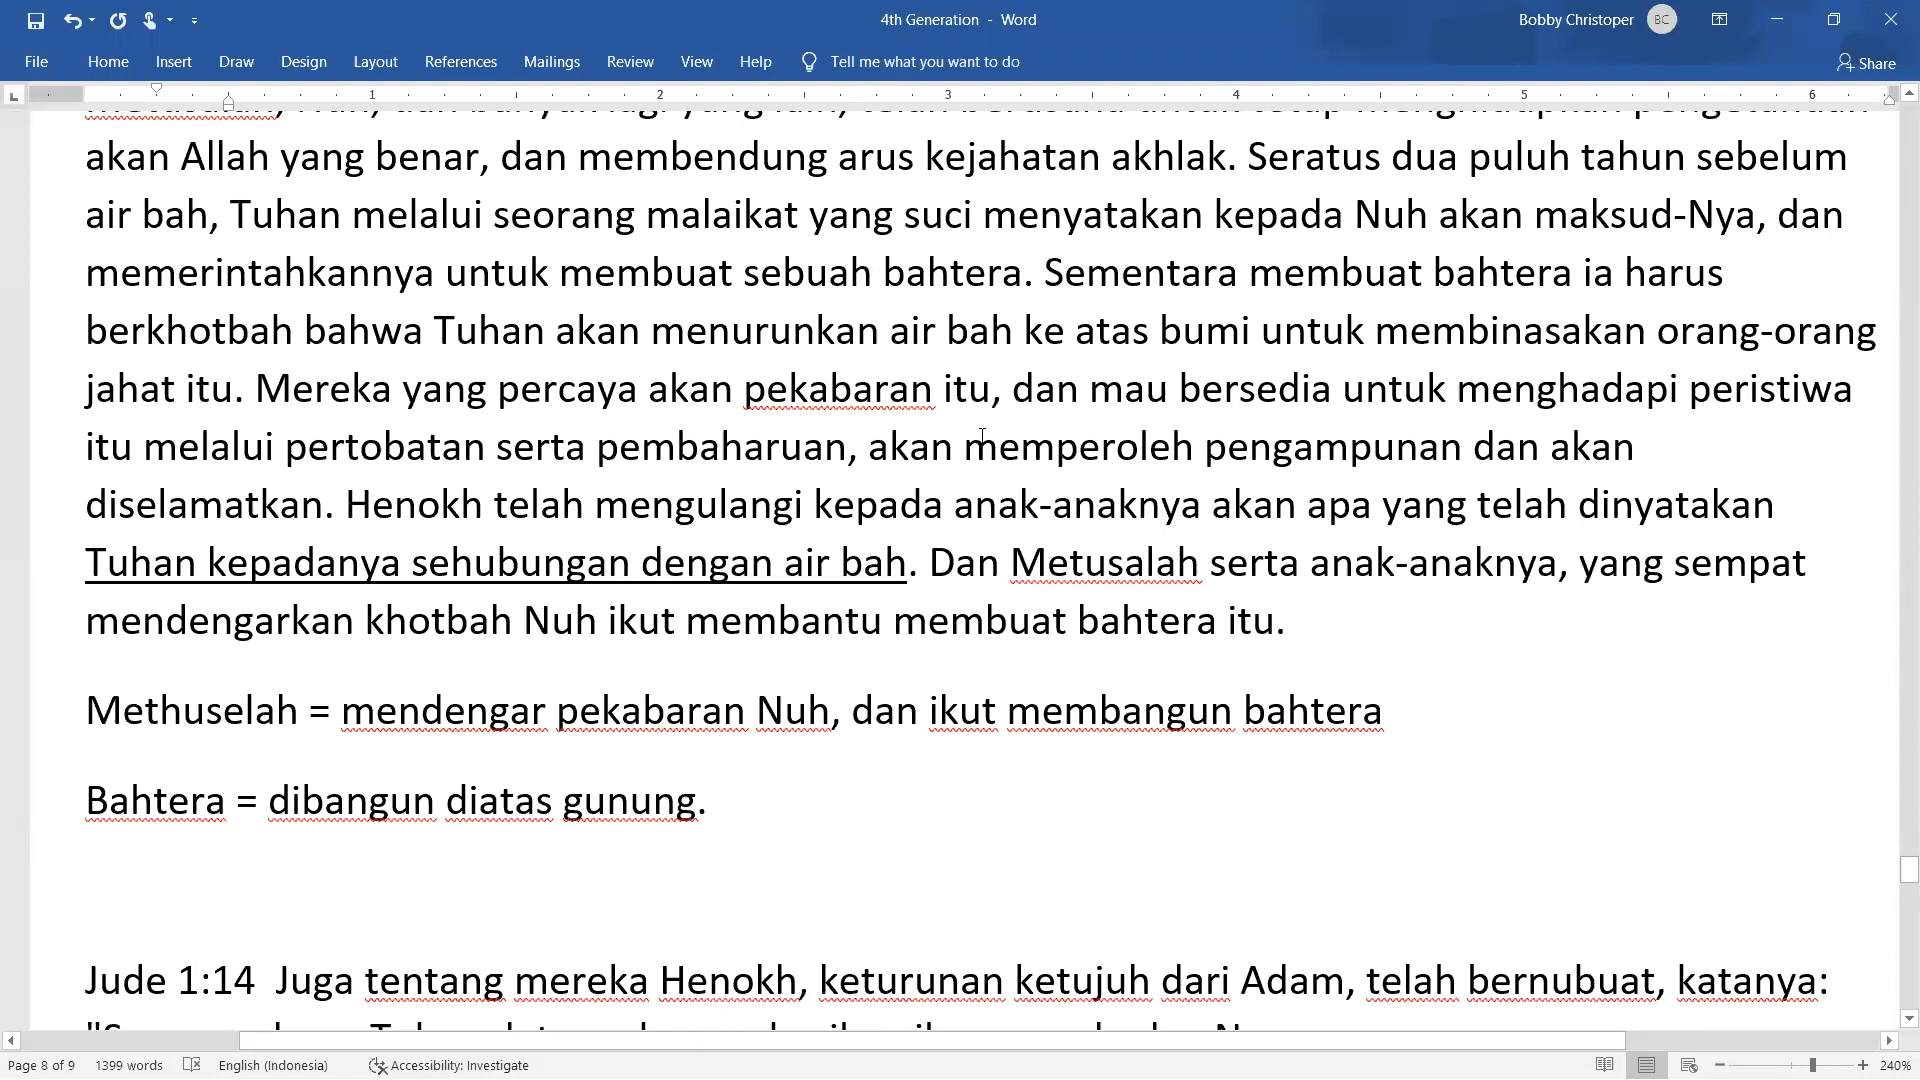 4th Generation - Word
Bobby Christoper
BC
File Home Insert Draw Design Layout References Mailings Review View Help Tell me what you want to do Share
1 2 3 4 5 6
akan Allah yang benar, dan membendung arus kejahatan akhlak. Seratus dua puluh tahun sebelum
air bah, Tuhan melalui seorang malaikat yang suci menyatakan kepada Nuh akan maksud-Nya, dan
memerintahkannya untuk membuat sebuah bahtera. Sementara membuat bahtera ia harus
berkhotbah bahwa Tuhan akan menurunkan air bah ke atas bumi untuk membinasakan orang-orang
jahat itu. Mereka yang percaya akan pekabaran itu, dan mau bersedia untuk menghadapi peristiwa
itu melalui pertobatan serta pembaharuan, akan memperoleh pengampunan dan akan
diselamatkan. Henokh telah mengulangi kepada anak-anaknya akan apa yang telah dinyatakan
Tuhan kepadanya sehubungan dengan air bah. Dan Metusalah serta anak-anaknya, yang sempat
mendengarkan khotbah Nuh ikut membantu membuat bahtera itu.
Methuselah = mendengar pekabaran Nuh, dan ikut membangun bahtera
Bahtera = dibangun diatas gunung.
Jude 1:14 Juga tentang mereka Henokh, keturunan ketujuh dari Adam, telah bernubuat, katanya:
Page 8 of 9 1399 words English (Indonesia) Accessibility: Investigate 240%